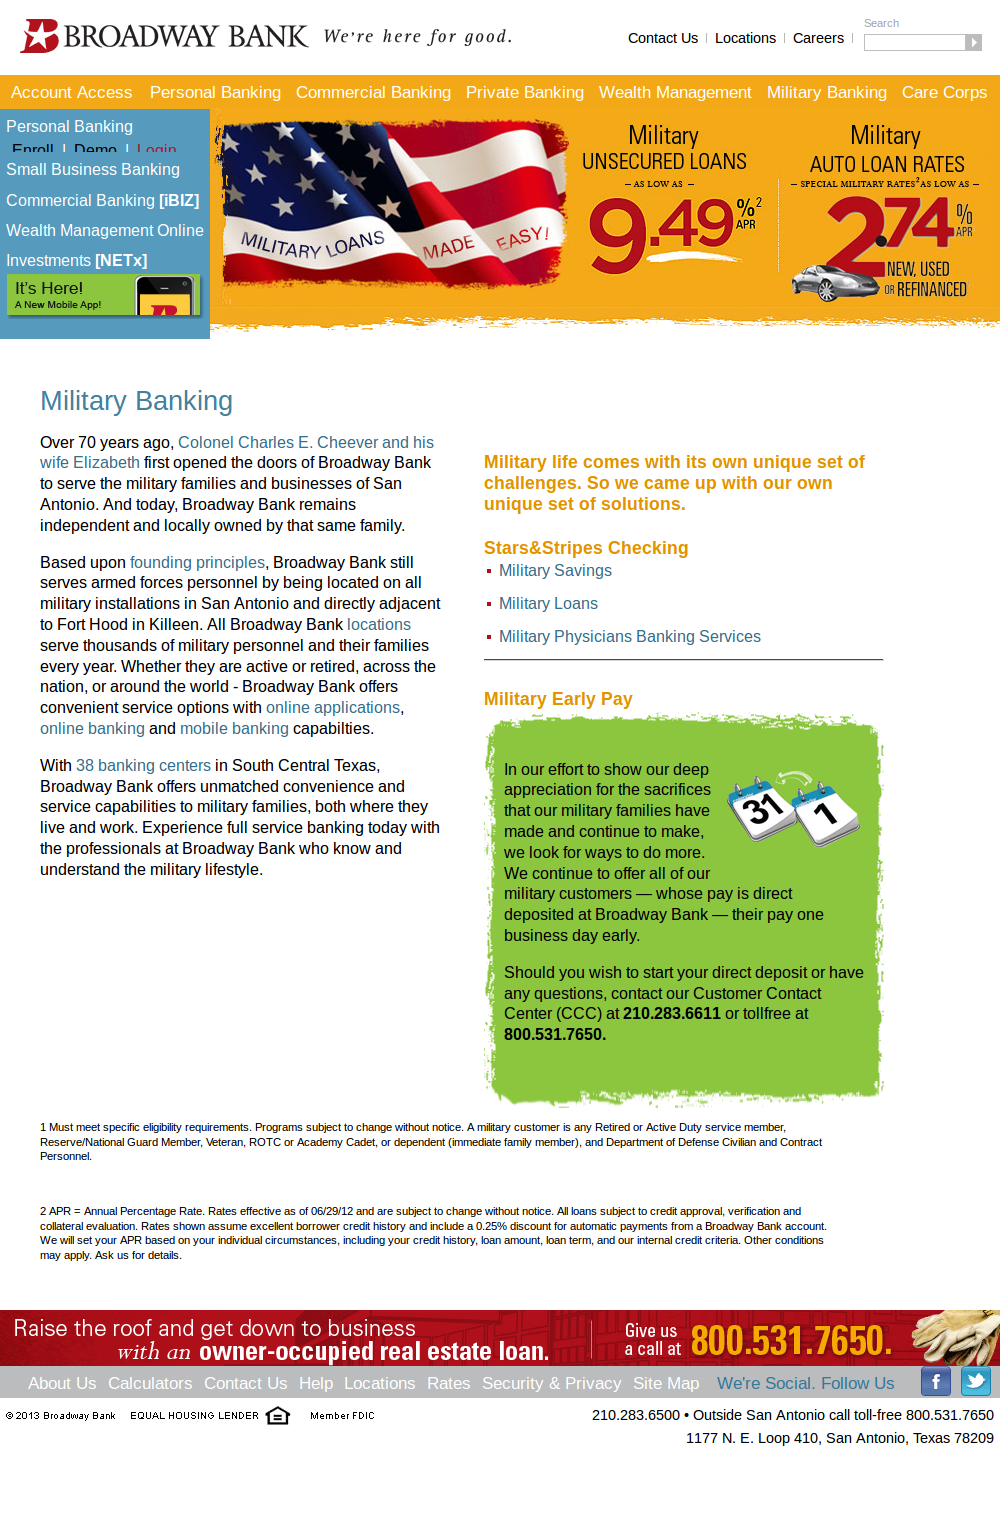 BROADWAY BANK We're here for good.
Contact Us | Locations | Careers |
Search
Account Access Personal Banking Commercial Banking Private Banking Wealth Management Military Banking Care Corps
Personal Banking
Enroll | Demo | Login
Small Business Banking
Commercial Banking [iBIZ]
Wealth Management Online
Investments [NETx]
It's Here!
A New Mobile App!
MILITARY LOANS MADE EASY!
Military
UNSECURED LOANS
– AS LOW AS –
9.49% APR 2
Military
AUTO LOAN RATES
– SPECIAL MILITARY RATES2 AS LOW AS –
2.74% APR
NEW, USED
OR REFINANCED
Military Banking
Over 70 years ago, Colonel Charles E. Cheever and his
wife Elizabeth first opened the doors of Broadway Bank
to serve the military families and businesses of San
Antonio. And today, Broadway Bank remains
independent and locally owned by that same family.
Based upon founding principles, Broadway Bank still
serves armed forces personnel by being located on all
military installations in San Antonio and directly adjacent
to Fort Hood in Killeen. All Broadway Bank locations
serve thousands of military personnel and their families
every year. Whether they are active or retired, across the
nation, or around the world - Broadway Bank offers
convenient service options with online applications,
online banking and mobile banking capabilties.
With 38 banking centers in South Central Texas,
Broadway Bank offers unmatched convenience and
service capabilities to military families, both where they
live and work. Experience full service banking today with
the professionals at Broadway Bank who know and
understand the military lifestyle.
Military life comes with its own unique set of
challenges. So we came up with our own
unique set of solutions.
Stars&Stripes Checking
Military Savings
Military Loans
Military Physicians Banking Services
Military Early Pay
In our effort to show our deep
appreciation for the sacrifices
that our military families have
made and continue to make,
we look for ways to do more.
We continue to offer all of our
military customers — whose pay is direct
deposited at Broadway Bank — their pay one
business day early.
31 1
Should you wish to start your direct deposit or have
any questions, contact our Customer Contact
Center (CCC) at 210.283.6611 or tollfree at
800.531.7650.
1 Must meet specific eligibility requirements. Programs subject to change without notice. A military customer is any Retired or Active Duty service member,
Reserve/National Guard Member, Veteran, ROTC or Academy Cadet, or dependent (immediate family member), and Department of Defense Civilian and Contract
Personnel.
2 APR = Annual Percentage Rate. Rates effective as of 06/29/12 and are subject to change without notice. All loans subject to credit approval, verification and
collateral evaluation. Rates shown assume excellent borrower credit history and include a 0.25% discount for automatic payments from a Broadway Bank account.
We will set your APR based on your individual circumstances, including your credit history, loan amount, loan term, and our internal credit criteria. Other conditions
may apply. Ask us for details.
Raise the roof and get down to business
with an owner-occupied real estate loan.
Give us
a call at 800.531.7650.
About Us Calculators Contact Us Help Locations Rates Security & Privacy Site Map We're Social. Follow Us
© 2013 Broadway Bank EQUAL HOUSING LENDER Member FDIC
210.283.6500 • Outside San Antonio call toll-free 800.531.7650
1177 N. E. Loop 410, San Antonio, Texas 78209